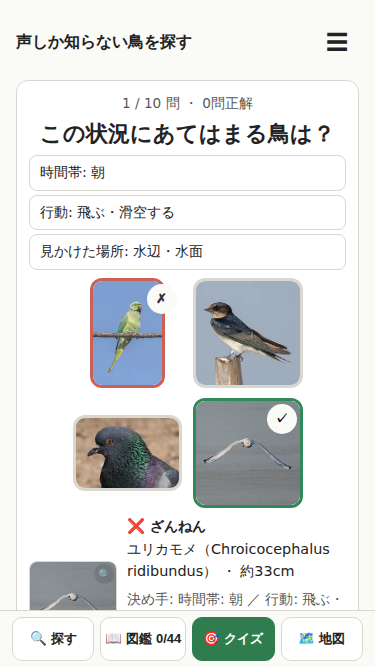 声しか知らない鳥を探す
1 / 10 問 ・ 0問正解
この状況にあてはまる鳥は？
時間帯: 朝
行動: 飛ぶ・滑空する
見かけた場所: 水辺・水面
✗
✓
❌ ざんねん
ユリカモメ（Chroicocephalus
ridibundus） ・ 約33cm
決め手: 時間帯: 朝 ／ 行動: 飛ぶ・
🔍 探す
📖 図鑑 0/44
🎯 クイズ
🗺️ 地図